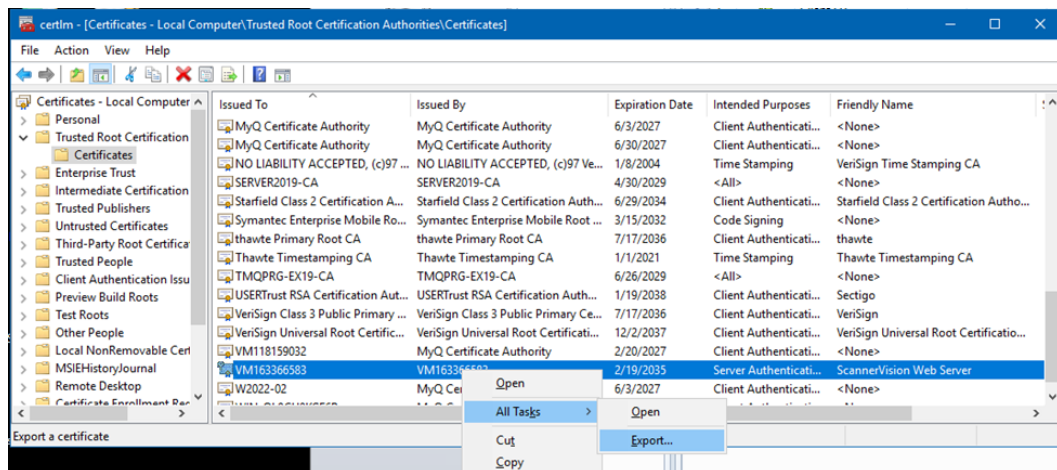 certlm - [Certificates - Local Computer\Trusted Root Certification Authorities\Certificates]
File Action View Help
Certificates - Local Computer
Personal
Trusted Root Certification
Certificates
Enterprise Trust
Intermediate Certification
Trusted Publishers
Untrusted Certificates
Third-Party Root Certifica
Trusted People
Client Authentication Issu
Preview Build Roots
Test Roots
Other People
Local NonRemovable Cert
MSIEHistoryJournal
Remote Desktop
Certificate Enrollment Req
Issued To Issued By Expiration Date Intended Purposes Friendly Name
MyQ Certificate Authority MyQ Certificate Authority 6/3/2027 Client Authenticati... <None>
MyQ Certificate Authority MyQ Certificate Authority 6/30/2027 Client Authenticati... <None>
NO LIABILITY ACCEPTED, (c)97 ... NO LIABILITY ACCEPTED, (c)97 Ve... 1/8/2004 Time Stamping VeriSign Time Stamping CA
SERVER2019-CA SERVER2019-CA 4/30/2029 <All> <None>
Starfield Class 2 Certification A... Starfield Class 2 Certification Auth... 6/29/2034 Client Authenticati... Starfield Class 2 Certification Autho...
Symantec Enterprise Mobile Ro... Symantec Enterprise Mobile Root ... 3/15/2032 Code Signing <None>
thawte Primary Root CA thawte Primary Root CA 7/17/2036 Client Authenticati... thawte
Thawte Timestamping CA Thawte Timestamping CA 1/1/2021 Time Stamping Thawte Timestamping CA
TMQPRG-EX19-CA TMQPRG-EX19-CA 6/26/2029 <All> <None>
USERTrust RSA Certification Aut... USERTrust RSA Certification Auth... 1/19/2038 Client Authenticati... Sectigo
VeriSign Class 3 Public Primary ... VeriSign Class 3 Public Primary Ce... 7/17/2036 Client Authenticati... VeriSign
VeriSign Universal Root Certific... VeriSign Universal Root Certificati... 12/2/2037 Client Authenticati... VeriSign Universal Root Certificatio...
VM118159032 MyQ Certificate Authority 2/20/2027 Client Authenticati... <None>
VM163366583 VM163366583 2/19/2035 Server Authenticati... ScannerVision Web Server
W2022-02 MyQ Cer 6/3/2027 Client Authenticati... <None>
Open
All Tasks
Cut
Copy
Open
Export...
Export a certificate